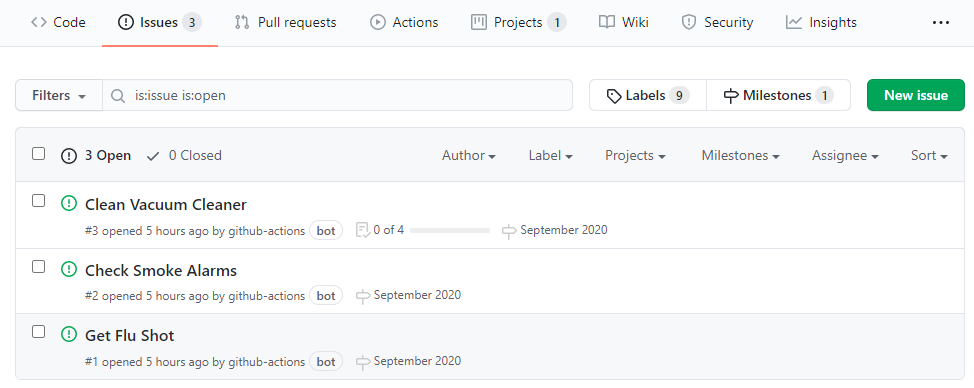 Code Issues 3 Pull requests Actions Projects 1 Wiki Security Insights ...
Filters is:issue is:open Labels 9 Milestones 1 New issue
3 Open 0 Closed Author Label Projects Milestones Assignee Sort
Clean Vacuum Cleaner
#3 opened 5 hours ago by github-actions bot 0 of 4 September 2020
Check Smoke Alarms
#2 opened 5 hours ago by github-actions bot September 2020
Get Flu Shot
#1 opened 5 hours ago by github-actions bot September 2020